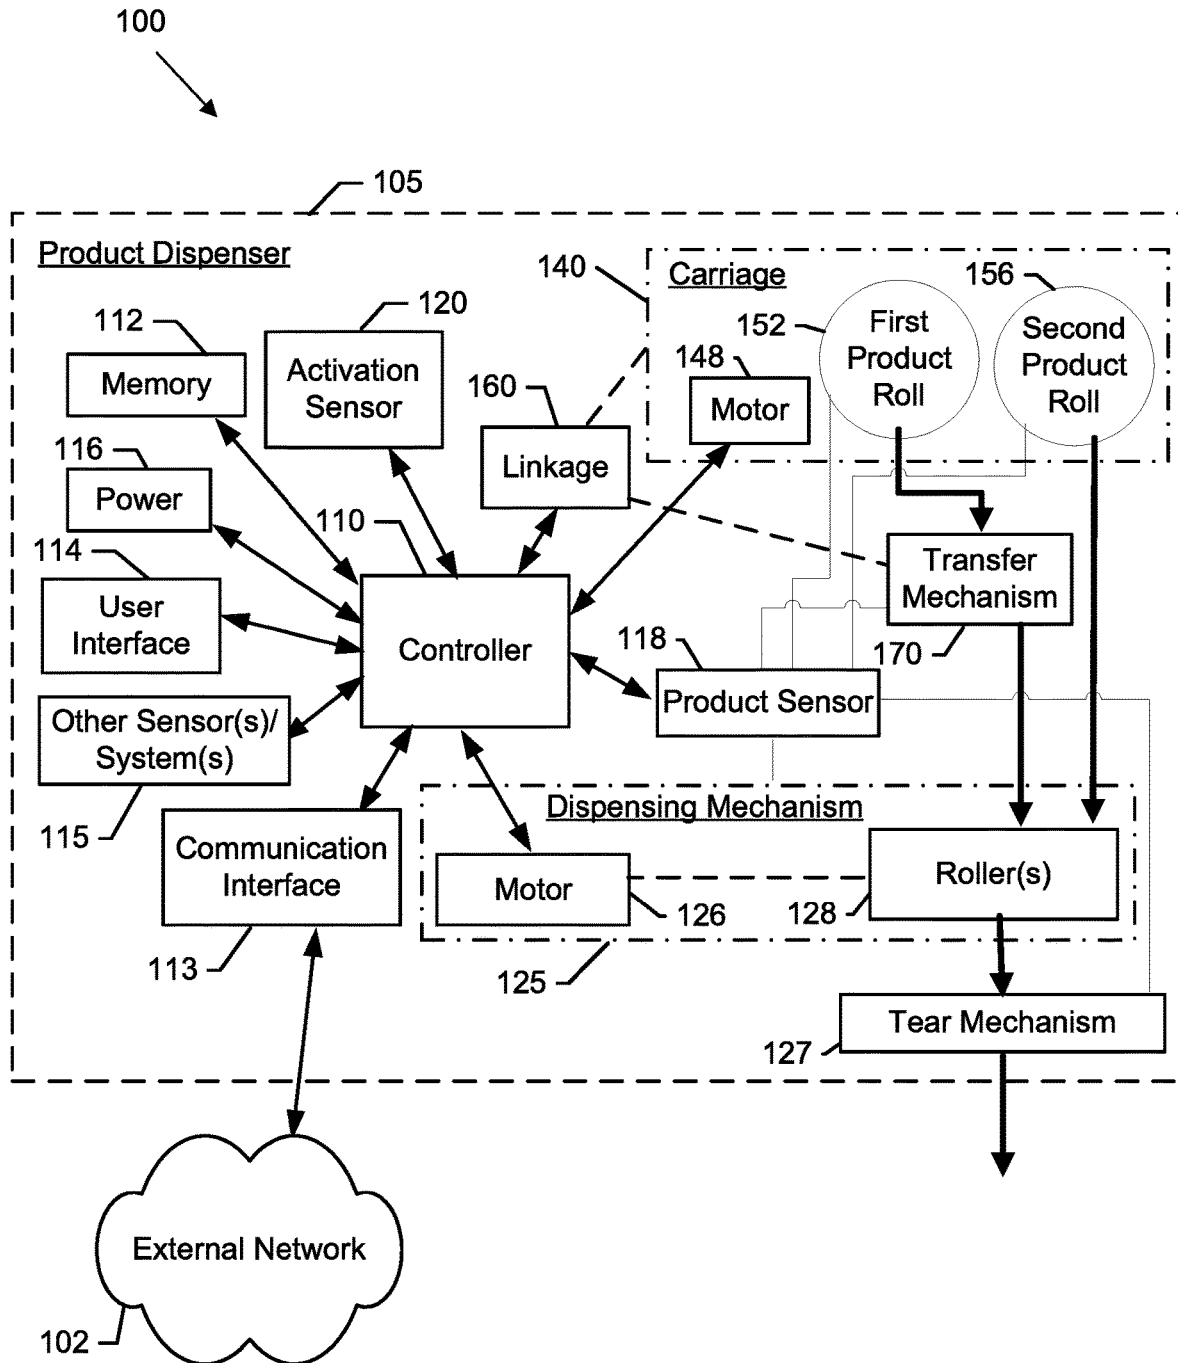 100
105
Product Dispenser
140
Carriage
156
120
112
152
First
Product
Roll
Second
Product
Roll
Memory
Activation
Sensor
148
160
Motor
116
Linkage
Power
110
114
Transfer
Mechanism
User
Interface
Controller
118
170
Product Sensor
Other Sensor(s)/
System(s)
Dispensing Mechanism
115
Communication
Interface
Motor
Roller(s)
126
128
113
125
Tear Mechanism
127
External Network
102